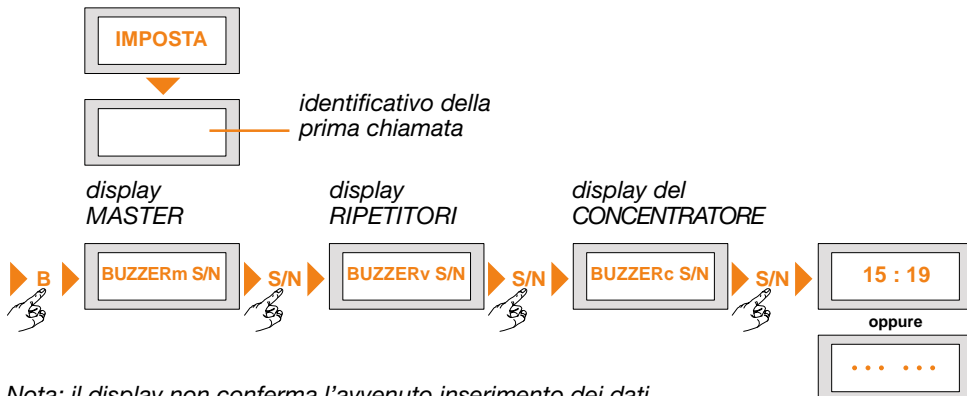 IMPOSTA
identificativo della
prima chiamata
display
MASTER
display
RIPETITORI
display del
CONCENTRATORE
B
BUZZERm S/N
S/N
BUZZERv S/N
S/N
BUZZERc S/N
S/N
15 : 19
oppure
••• •••
Nota: il display non conferma l'avvenuto inserimento dei dati